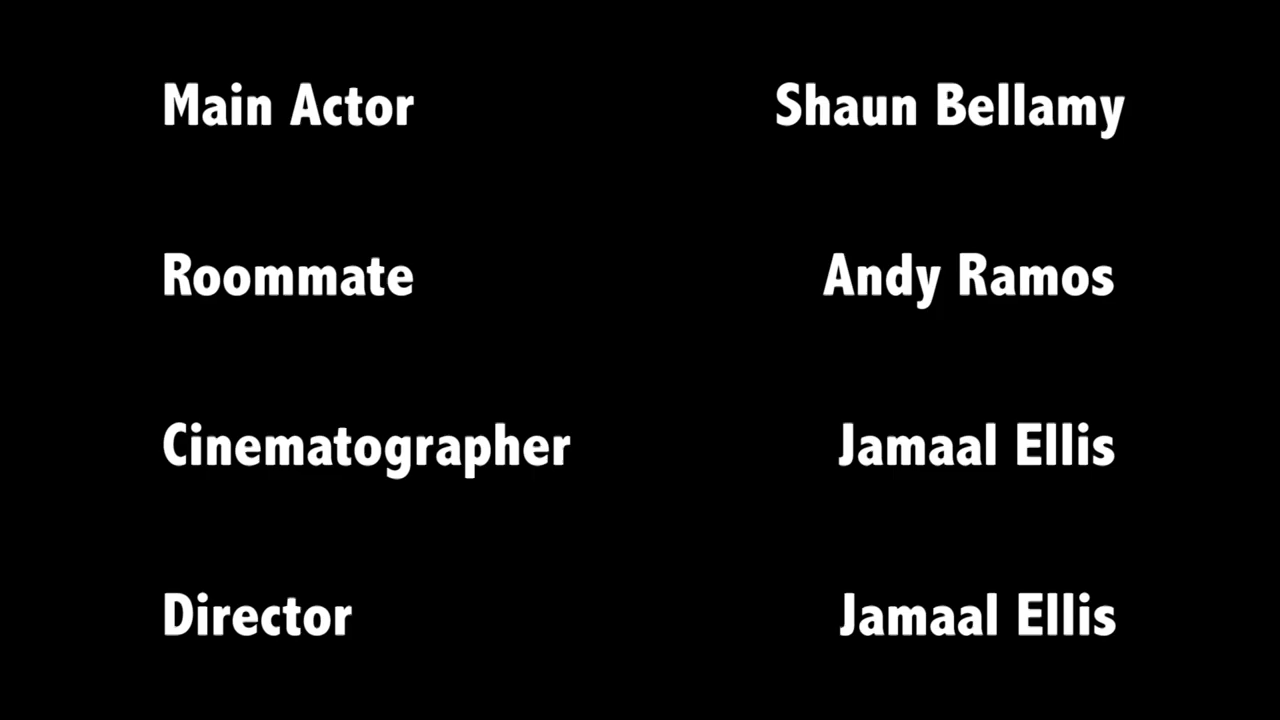 Main Actor Shaun Bellamy
Roommate Andy Ramos
Cinematographer Jamaal Ellis
Director Jamaal Ellis